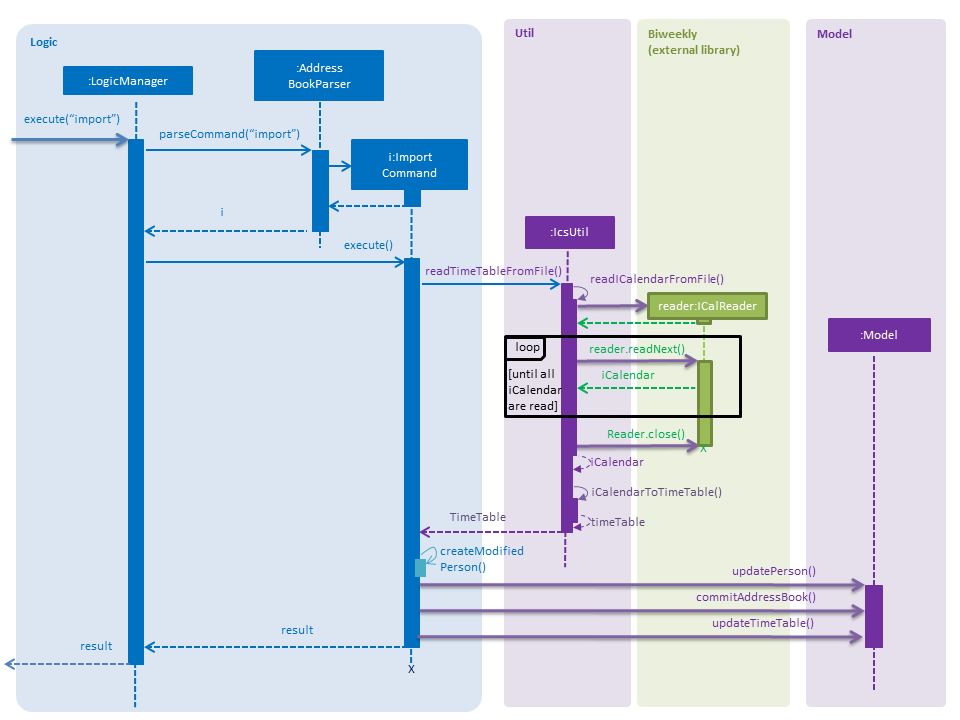 Logic
Util
Biweekly
(external library)
Model
:LogicManager
:Address
BookParser
execute(“import”)
parseCommand(“import”)
i:Import
Command
i
execute()
:IcsUtil
readTimeTableFromFile()
readICalendarFromFile()
reader:ICalReader
:Model
loop
reader.readNext()
[until all
iCalendar
are read]
iCalendar
Reader.close()
X
iCalendar
iCalendarToTimeTable()
TimeTable
timeTable
createModified
Person()
updatePerson()
commitAddressBook()
updateTimeTable()
result
result
X